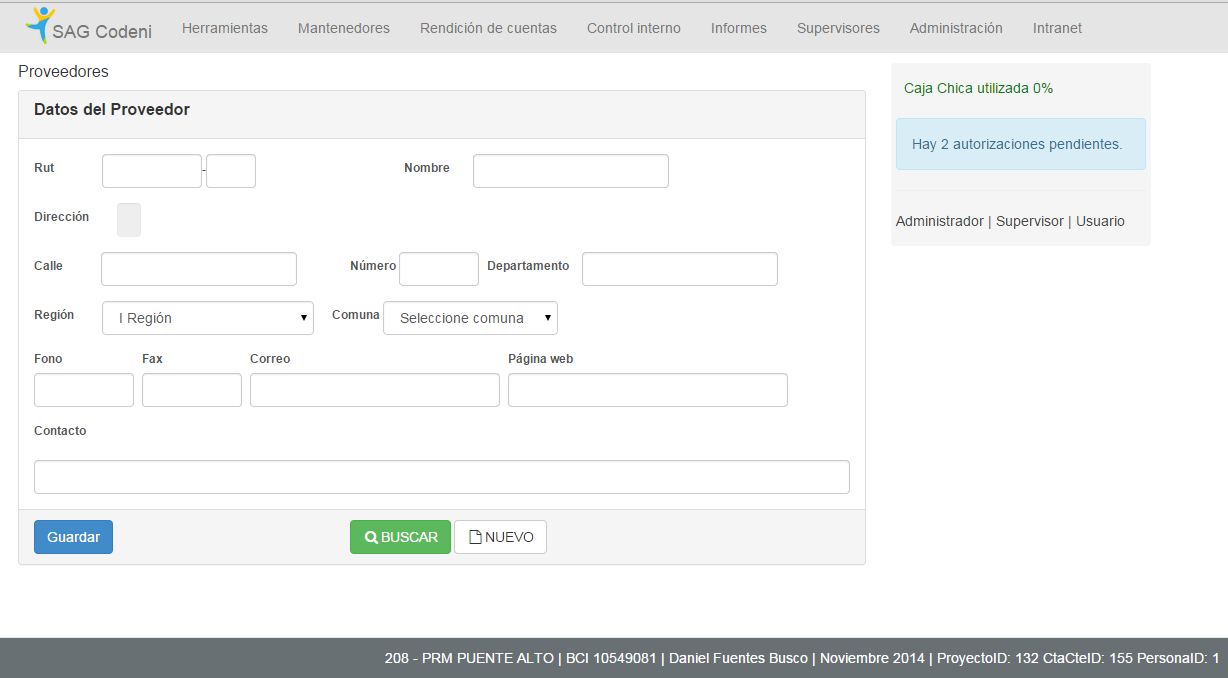 SAG Codeni Herramientas Mantenedores Rendición de cuentas Control interno Informes Supervisores Administración Intranet
Proveedores
Datos del Proveedor
Rut - Nombre
Dirección
Calle Número Departamento
Región I Región Comuna Seleccione comuna
Fono Fax Correo Página web
Contacto
Guardar BUSCAR NUEVO
Caja Chica utilizada 0%
Hay 2 autorizaciones pendientes.
Administrador | Supervisor | Usuario
208 - PRM PUENTE ALTO | BCI 10549081 | Daniel Fuentes Busco | Noviembre 2014 | ProyectoID: 132 CtaCteID: 155 PersonaID: 1